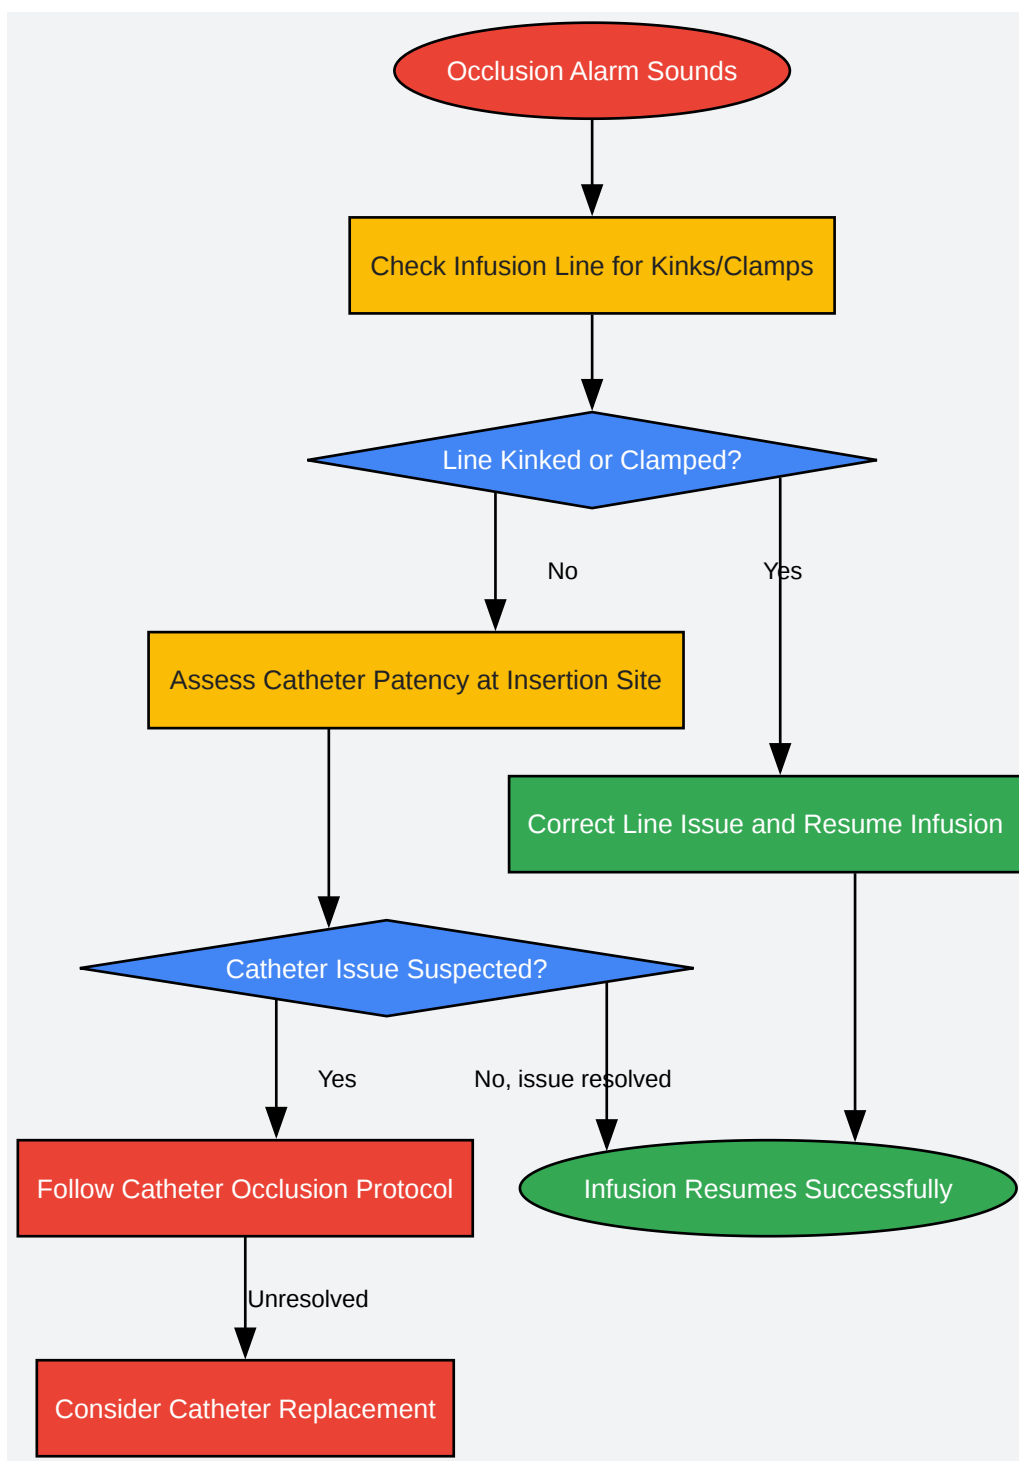 Occlusion Alarm Sounds
Check Infusion Line for Kinks/Clamps
Line Kinked or Clamped?
No
Yes
Assess Catheter Patency at Insertion Site
Correct Line Issue and Resume Infusion
Catheter Issue Suspected?
Yes
No, issue resolved
Follow Catheter Occlusion Protocol
Infusion Resumes Successfully
Unresolved
Consider Catheter Replacement